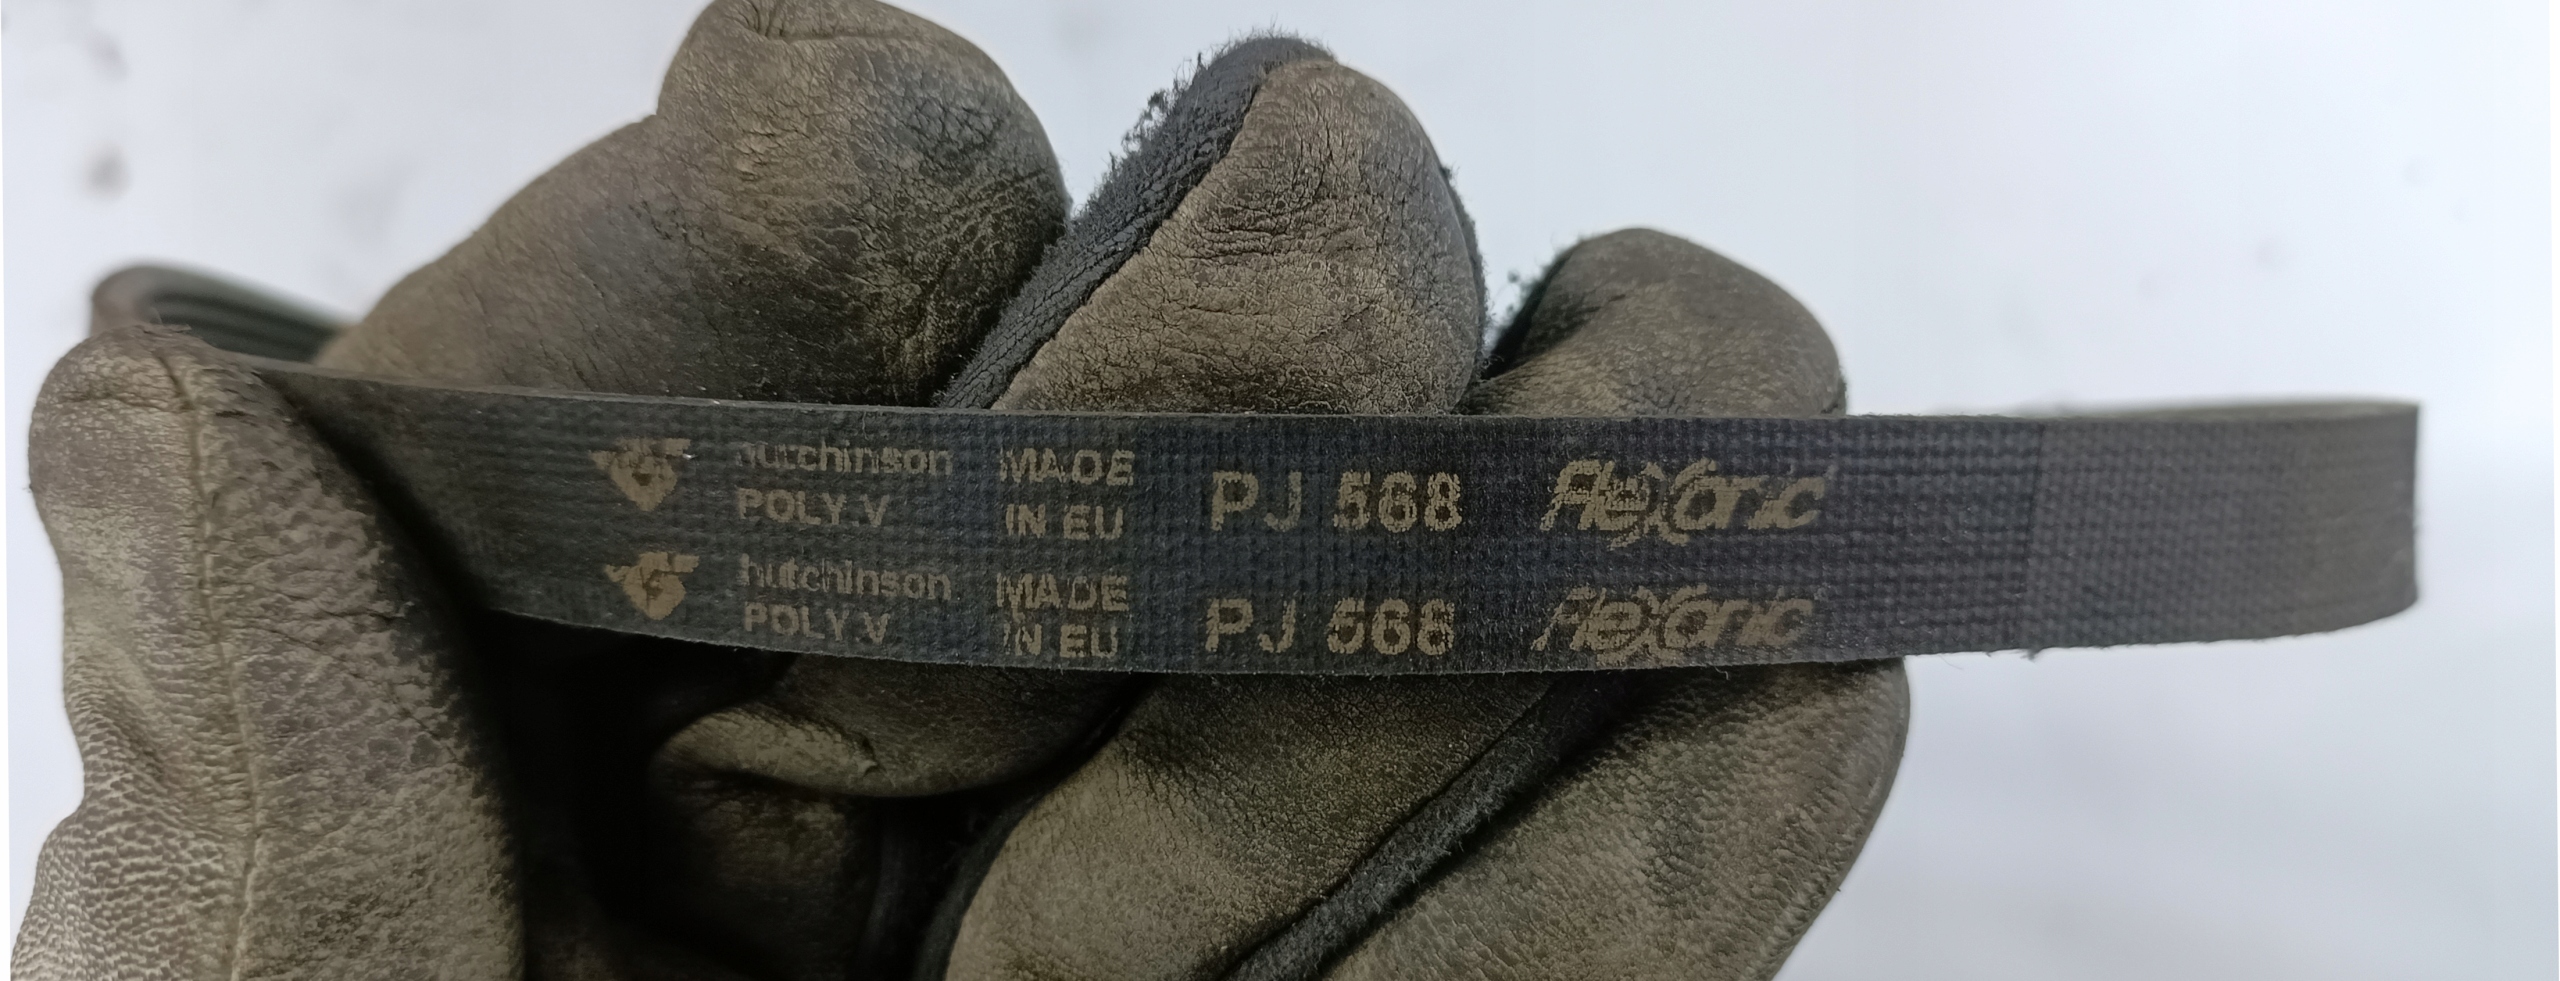 hutchinson MADE PJ 568 Flexonic
POLY V IN EU
hutchinson MADE PJ 568 Flexonic
POLY V IN EU